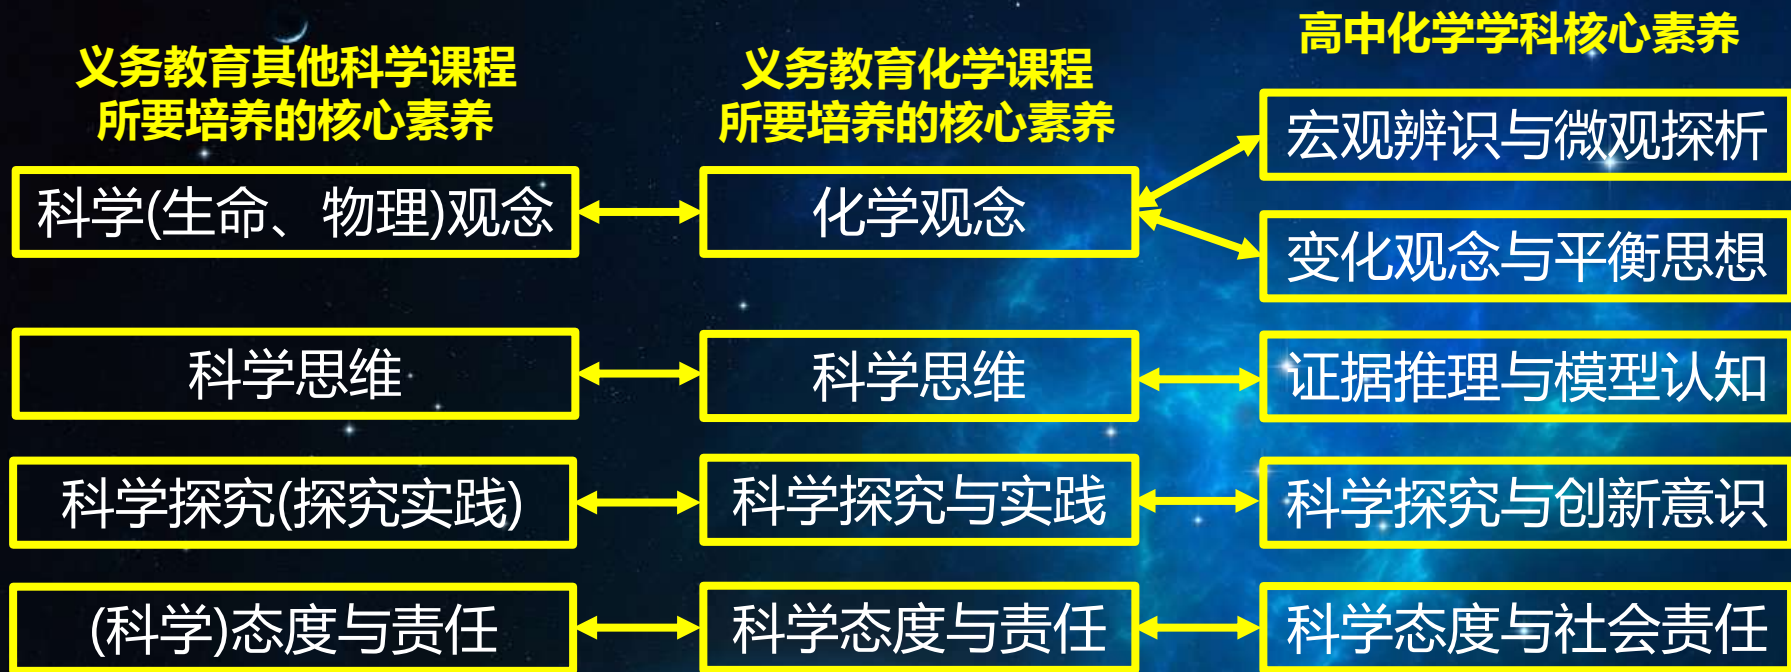 义务教育其他科学课程
所要培养的核心素养
义务教育化学课程
所要培养的核心素养
高中化学学科核心素养
科学(生命、物理)观念
化学观念
宏观辨识与微观探析
变化观念与平衡思想
科学思维
科学思维
证据推理与模型认知
科学探究(探究实践)
科学探究与实践
科学探究与创新意识
(科学)态度与责任
科学态度与责任
科学态度与社会责任